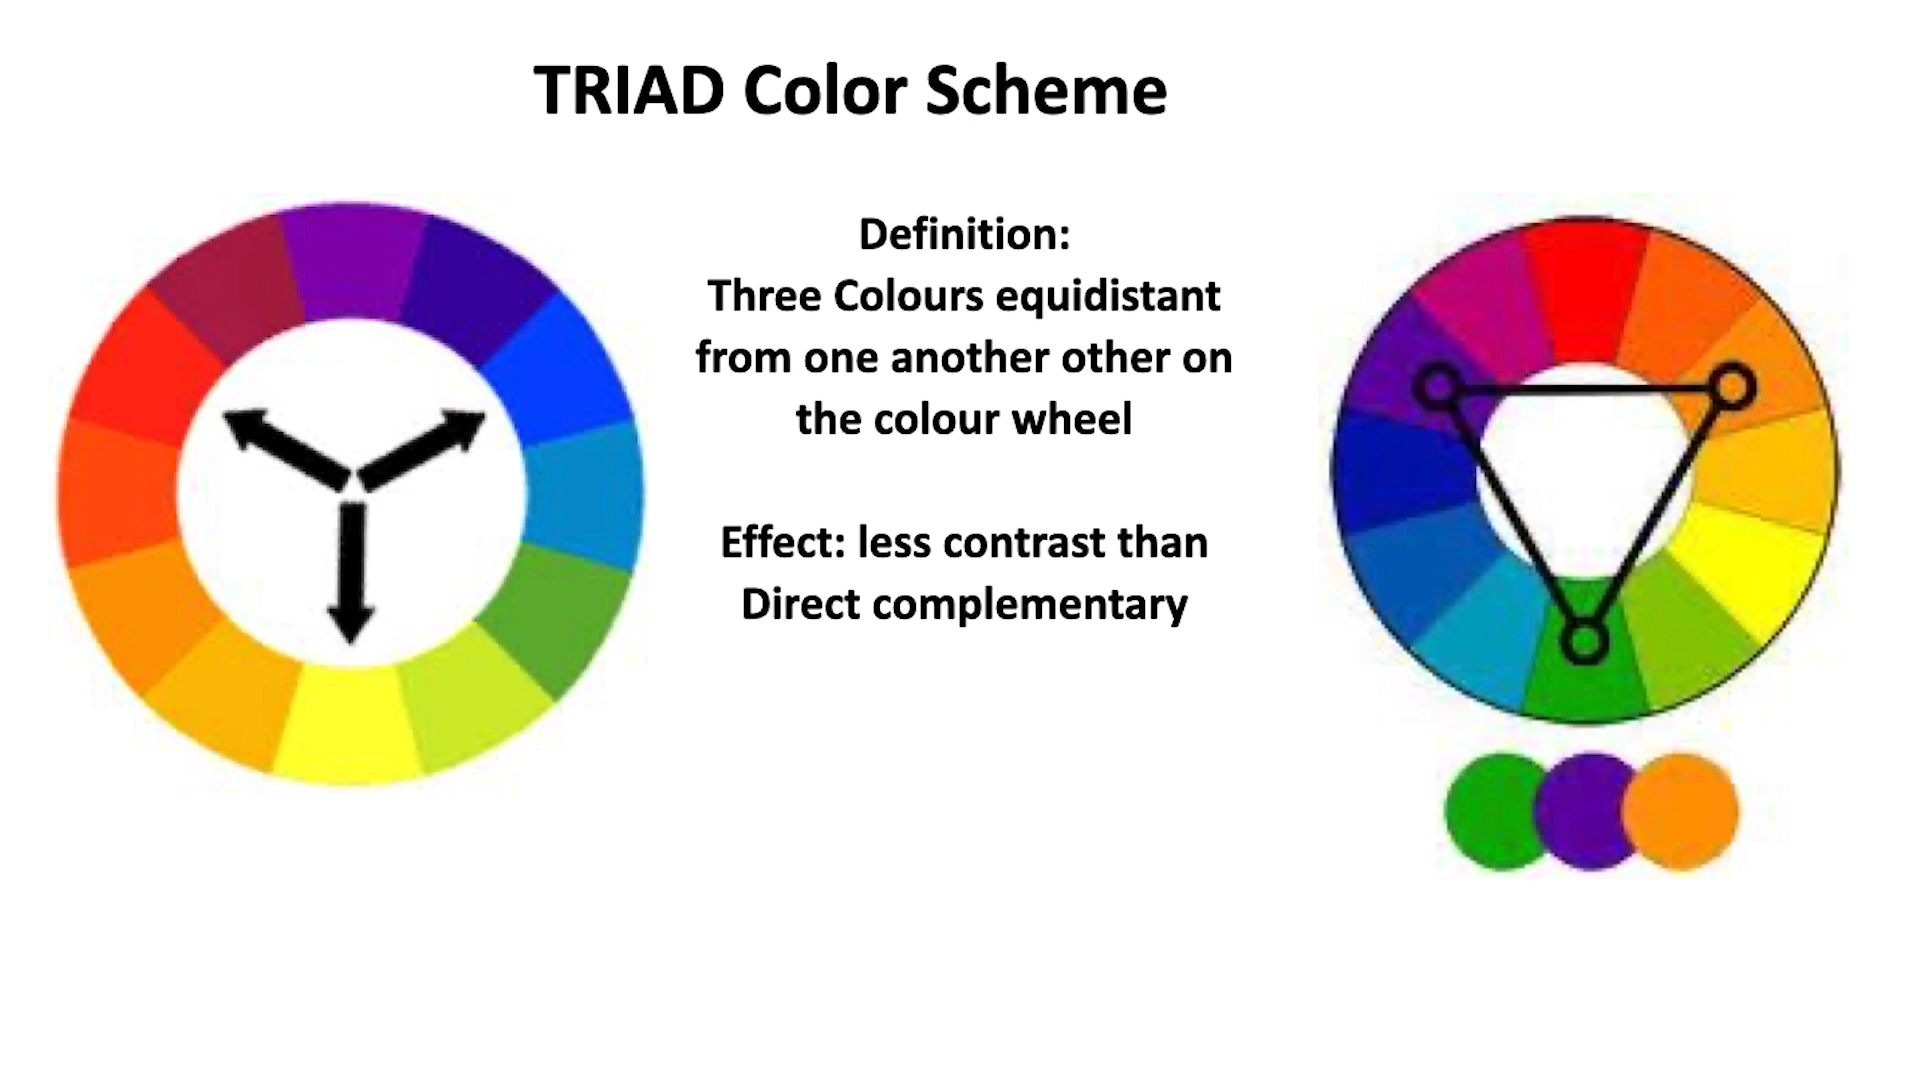 TRIAD Color Scheme
Definition:
Three Colours equidistant
from one another other on
the colour wheel
Effect: less contrast than
Direct complementary